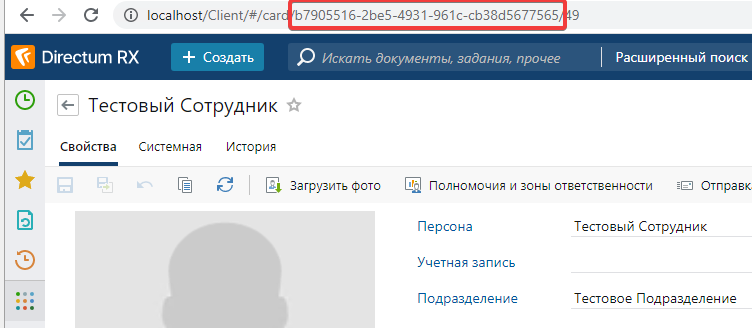 localhost/Client/#/card/b7905516-2be5-4931-961c-cb38d5677565/49
Directum RX + Создать Искать документы, задания, прочее Расширенный поиск
Тестовый Сотрудник
Свойства Системная История
Загрузить фото Полномочия и зоны ответственности Отправка
Персона Тестовый Сотрудник
Учетная запись
Подразделение Тестовое Подразделение